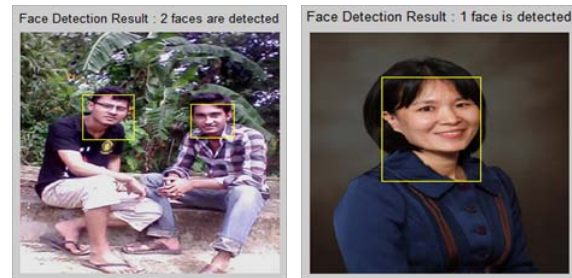 Face Detection Result : 2 faces are detected
Face Detection Result : 1 face is detected